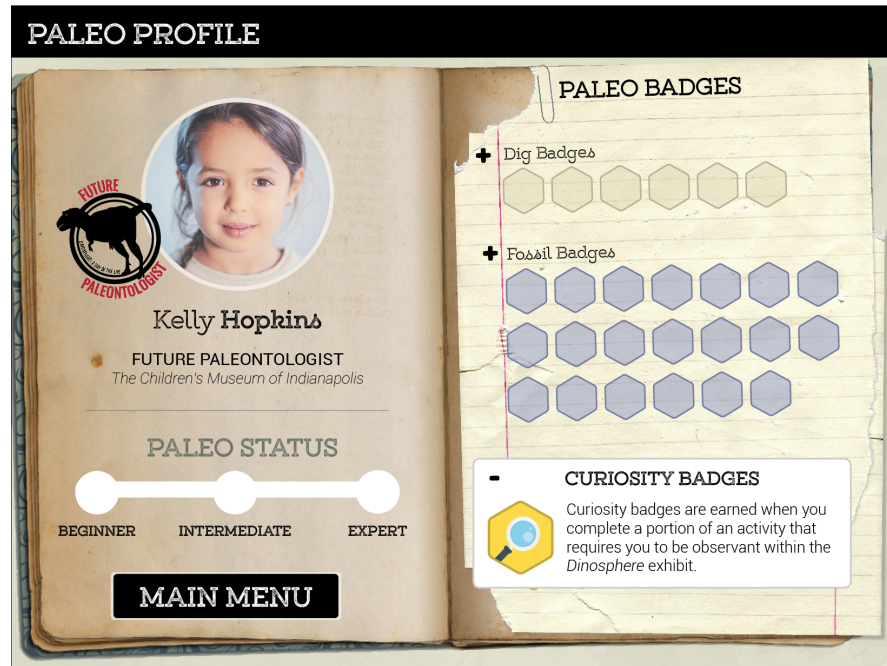 PALEO PROFILE
FUTURE
PALEONTOLOGIST
Kelly Hopkins
FUTURE PALEONTOLOGIST
The Children's Museum of Indianapolis
PALEO STATUS
BEGINNER INTERMEDIATE EXPERT
MAIN MENU
PALEO BADGES
+ Dig Badges
+ Fossil Badges
- CURIOSITY BADGES
Curiosity badges are earned when you
complete a portion of an activity that
requires you to be observant within the
Dinosphere exhibit.